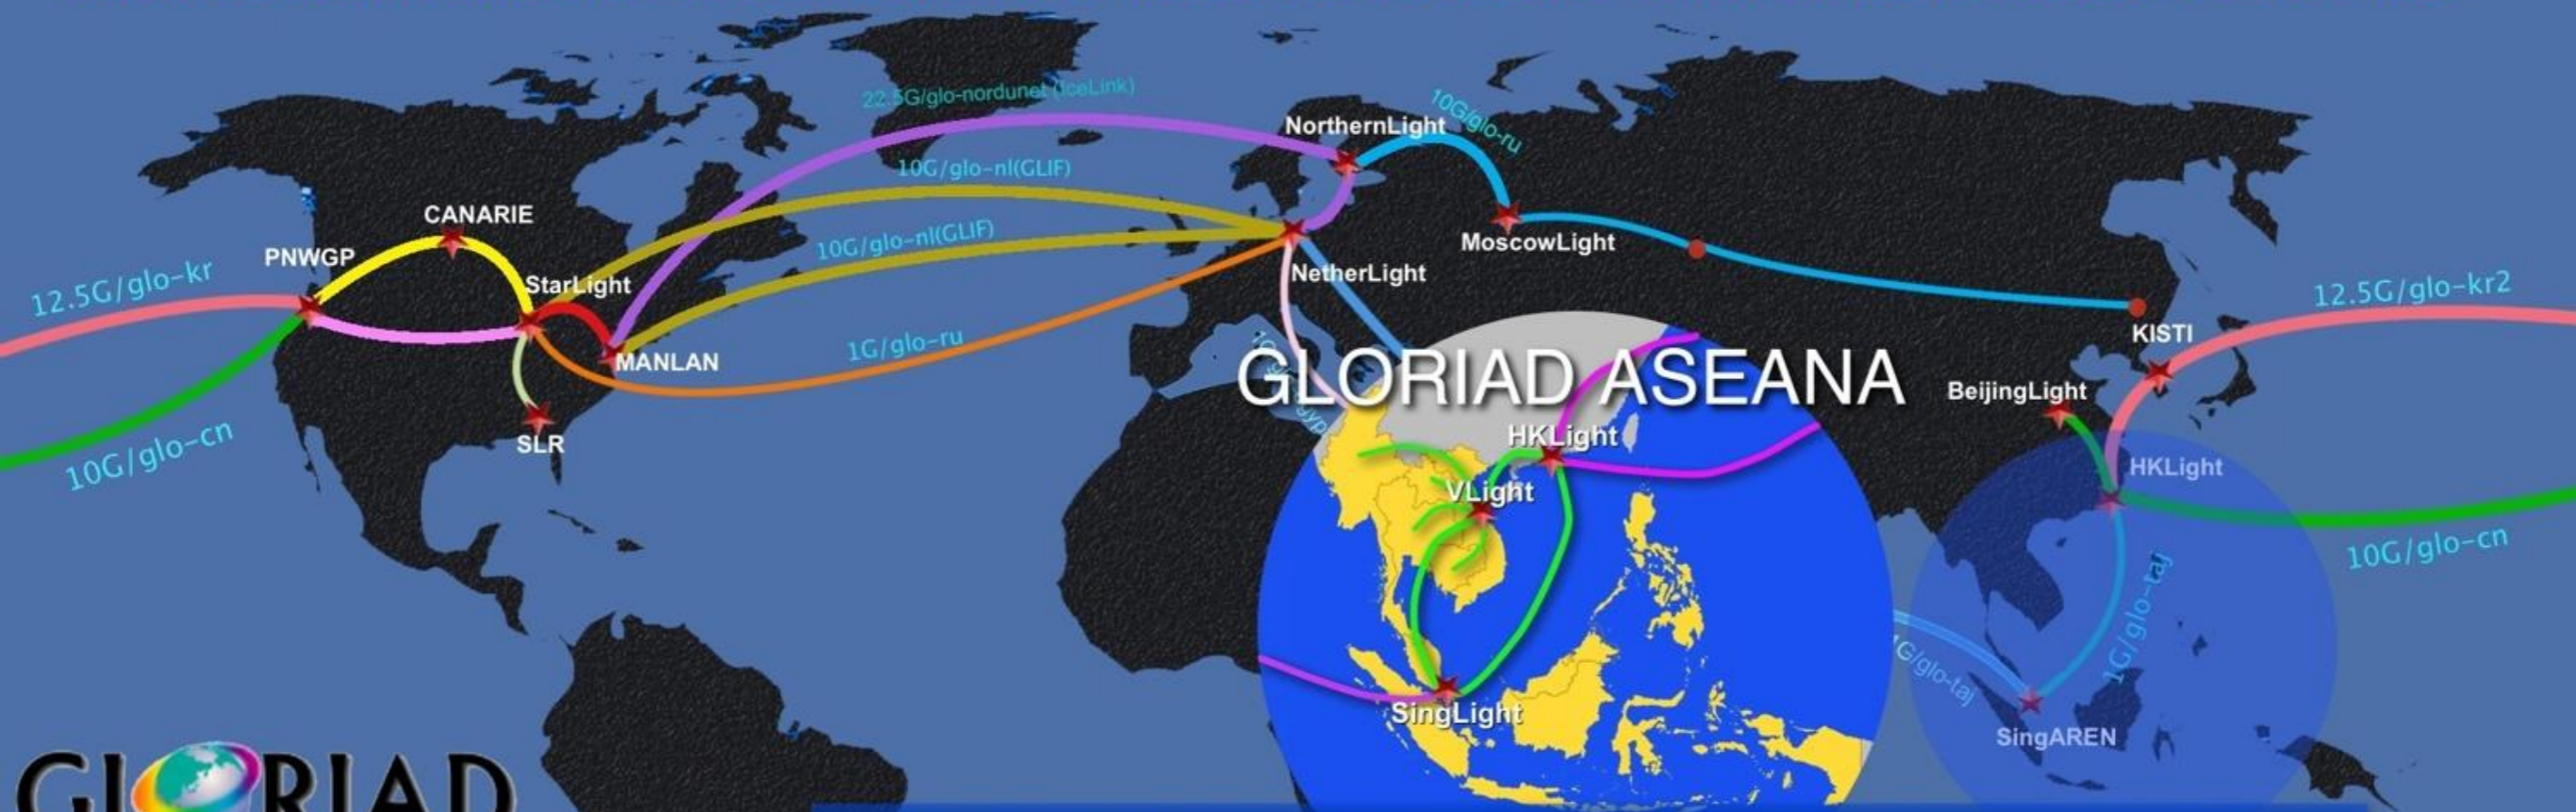 22.5G/glo-nordunet (IceLink)
10G/glo-ru
NorthernLight
10G/glo-nl(GLIF)
CANARIE
10G/glo-nl(GLIF)
MoscowLight
PNWGP
NetherLight
StarLight
12.5G/glo-kr
12.5G/glo-kr2
KISTI
1G/glo-ru
MANLAN
GLORIAD ASEANA
BeijingLight
HKLight
SLR
10G/glo-cn
HKLight
VLight
10G/glo-cn
1G/glo-taj
1G/glo-taj
SingLight
SingAREN
GLORIAD